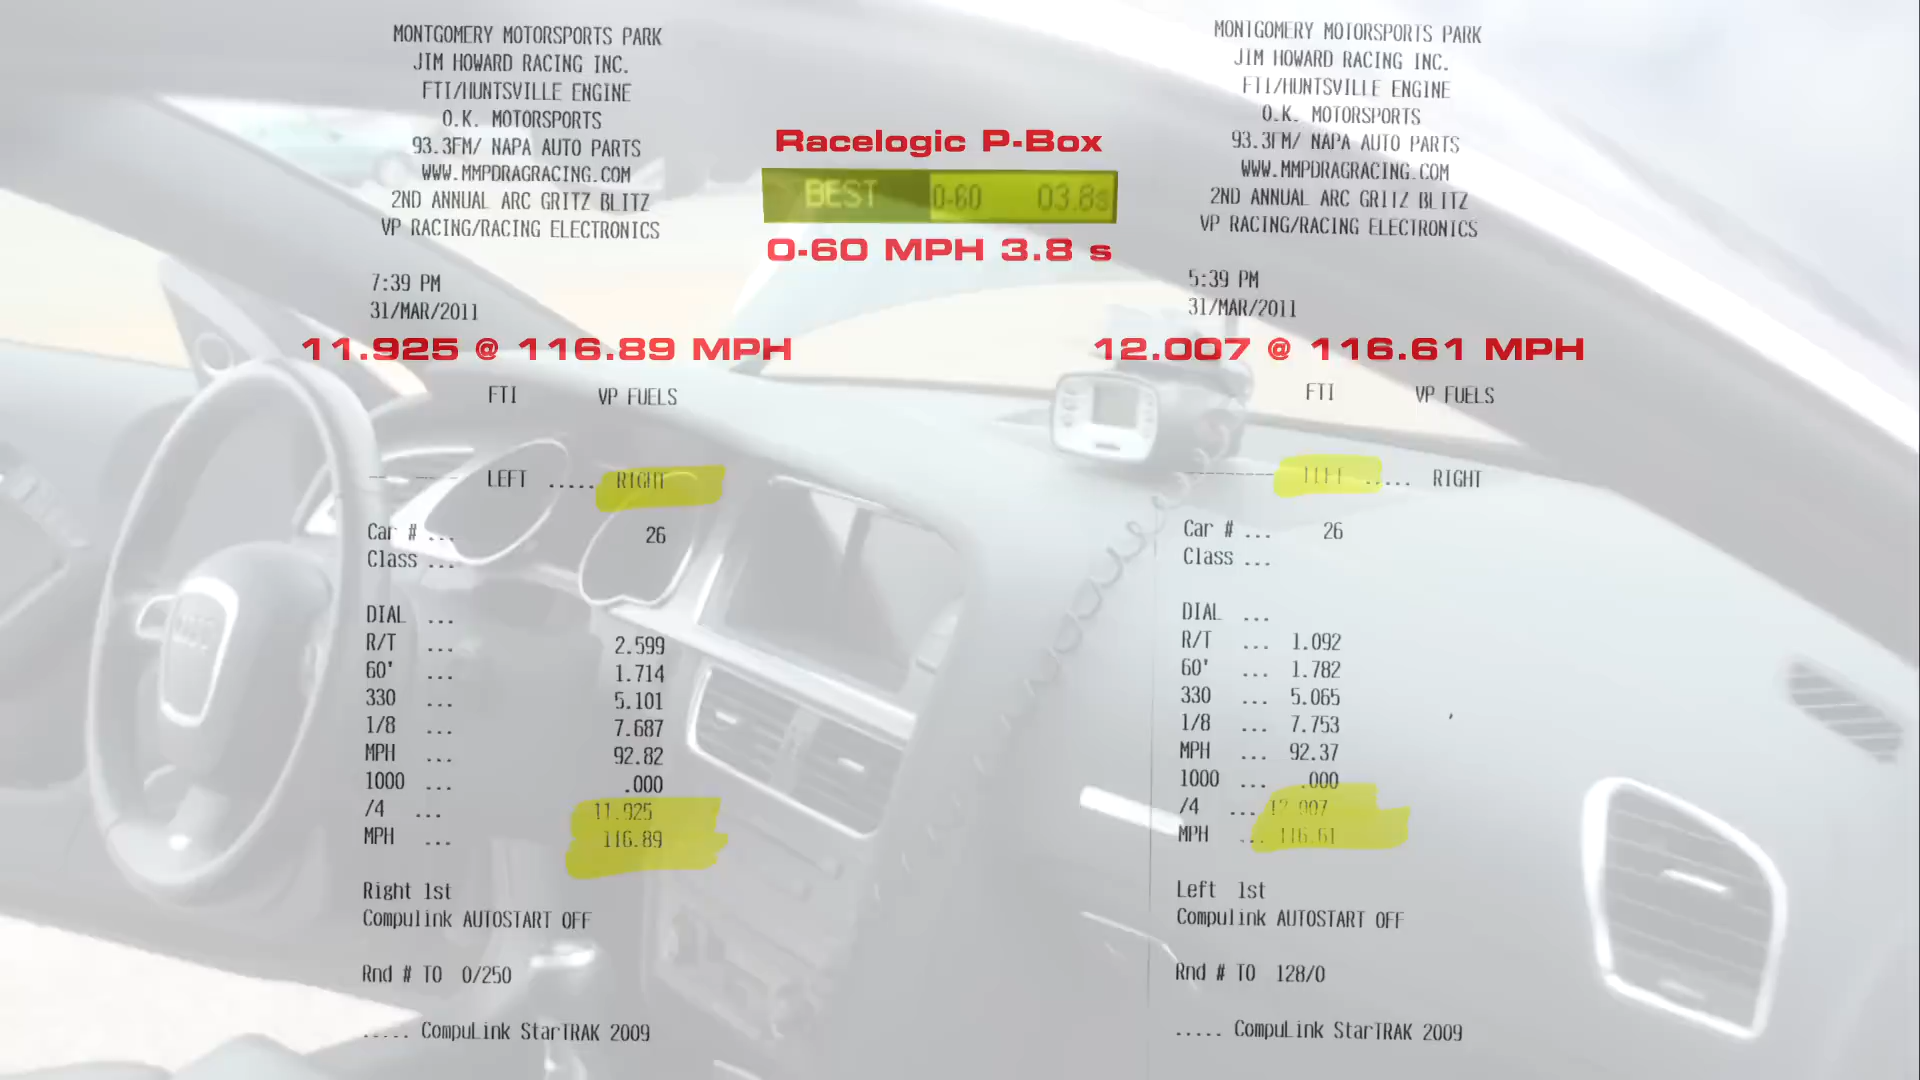 MONTGOMERY MOTORSPORTS PARK
JIM HOWARD RACING INC.
FTI/HUNTSVILLE ENGINE
O.K. MOTORSPORTS
93.3FM/ NAPA AUTO PARTS
WWW.MMPDRAGRACING.COM
2ND ANNUAL ARC GRITZ BLITZ
VP RACING/RACING ELECTRONICS
7:39 PM
31/MAR/2011
11.925 @ 116.89 MPH
FTI VP FUELS
LEFT ..... RIGHT
Car # ... 26
Class ...
DIAL ...
R/T ... 2.599
60' ... 1.714
330 ... 5.101
1/8 ... 7.687
MPH ... 92.82
1000 ... .000
/4 ... 11.925
MPH ... 116.89
Right 1st
Compulink AUTOSTART OFF
Rnd # TO 0/250
..... CompuLink StarTRAK 2009
Racelogic P-Box
BEST 0-60 03.8s
0-60 MPH 3.8 s
MONTGOMERY MOTORSPORTS PARK
JIM HOWARD RACING INC.
FTI/HUNTSVILLE ENGINE
O.K. MOTORSPORTS
93.3FM/ NAPA AUTO PARTS
WWW.MMPDRAGRACING.COM
2ND ANNUAL ARC GRITZ BLITZ
VP RACING/RACING ELECTRONICS
5:39 PM
31/MAR/2011
12.007 @ 116.61 MPH
FTI VP FUELS
LEFT ..... RIGHT
Car # ... 26
Class ...
DIAL ...
R/T ... 1.092
60' ... 1.782
330 ... 5.065
1/8 ... 7.753
MPH ... 92.37
1000 ... .000
/4 ... 12.007
MPH ... 116.61
Left 1st
Compulink AUTOSTART OFF
Rnd # TO 128/0
..... CompuLink StarTRAK 2009